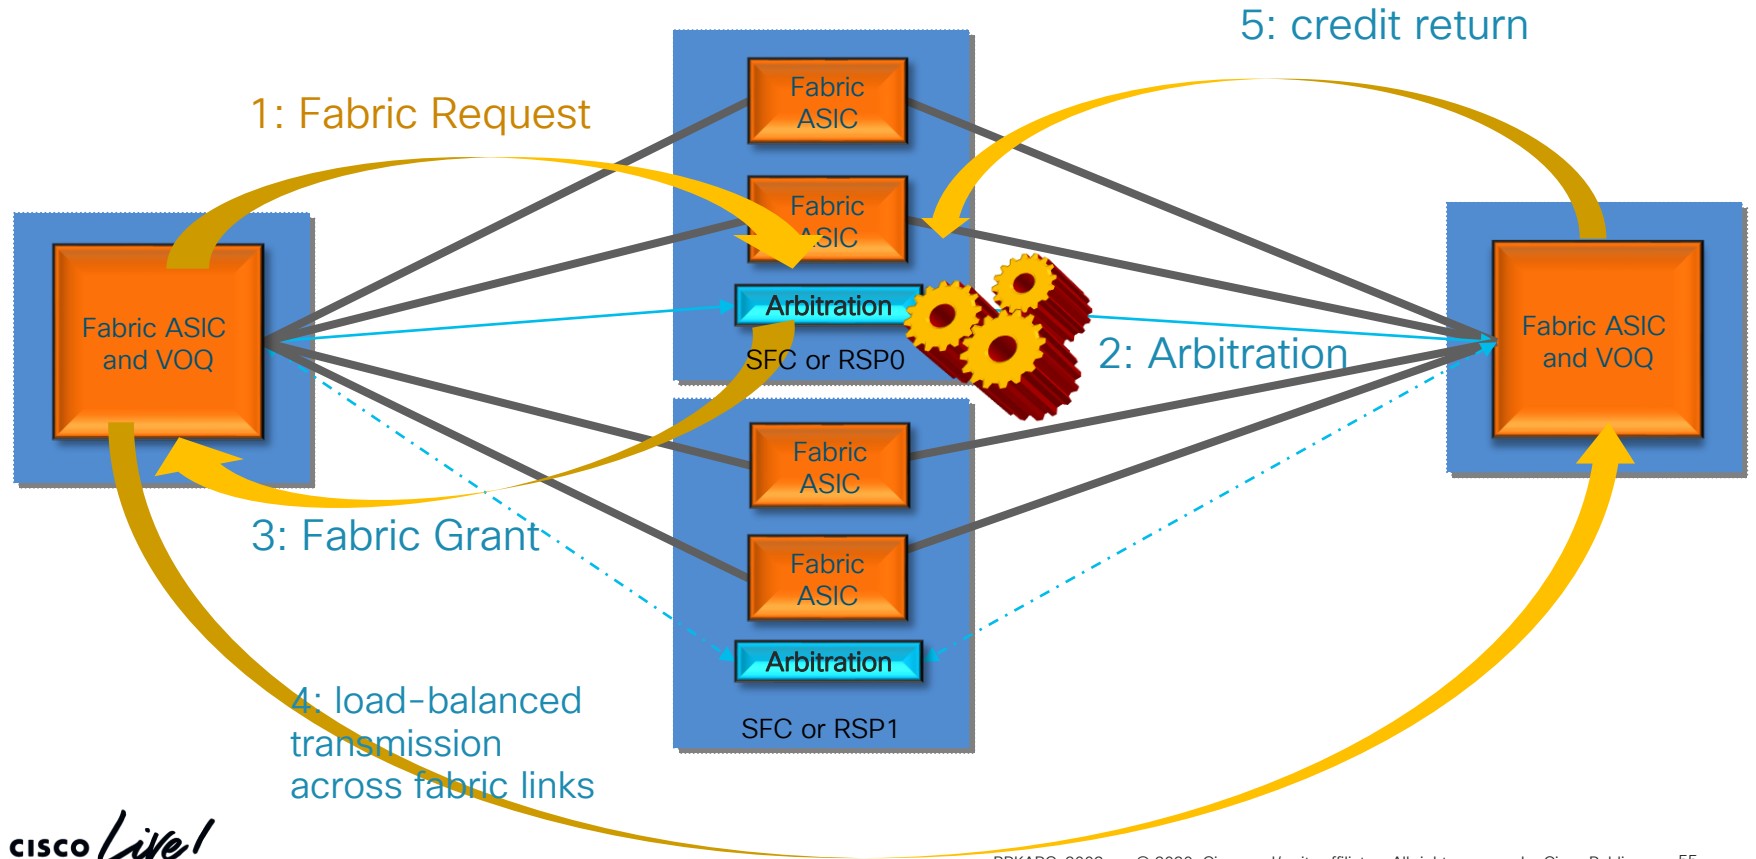 5: credit return
1: Fabric Request
Fabric
ASIC
Fabric
ASIC
Arbitration
SFC or RSP0
2: Arbitration
Fabric ASIC
and VOQ
Fabric ASIC
and VOQ
3: Fabric Grant
Fabric
ASIC
Fabric
ASIC
Arbitration
SFC or RSP1
4: load-balanced
transmission
across fabric links
CISCO Live!